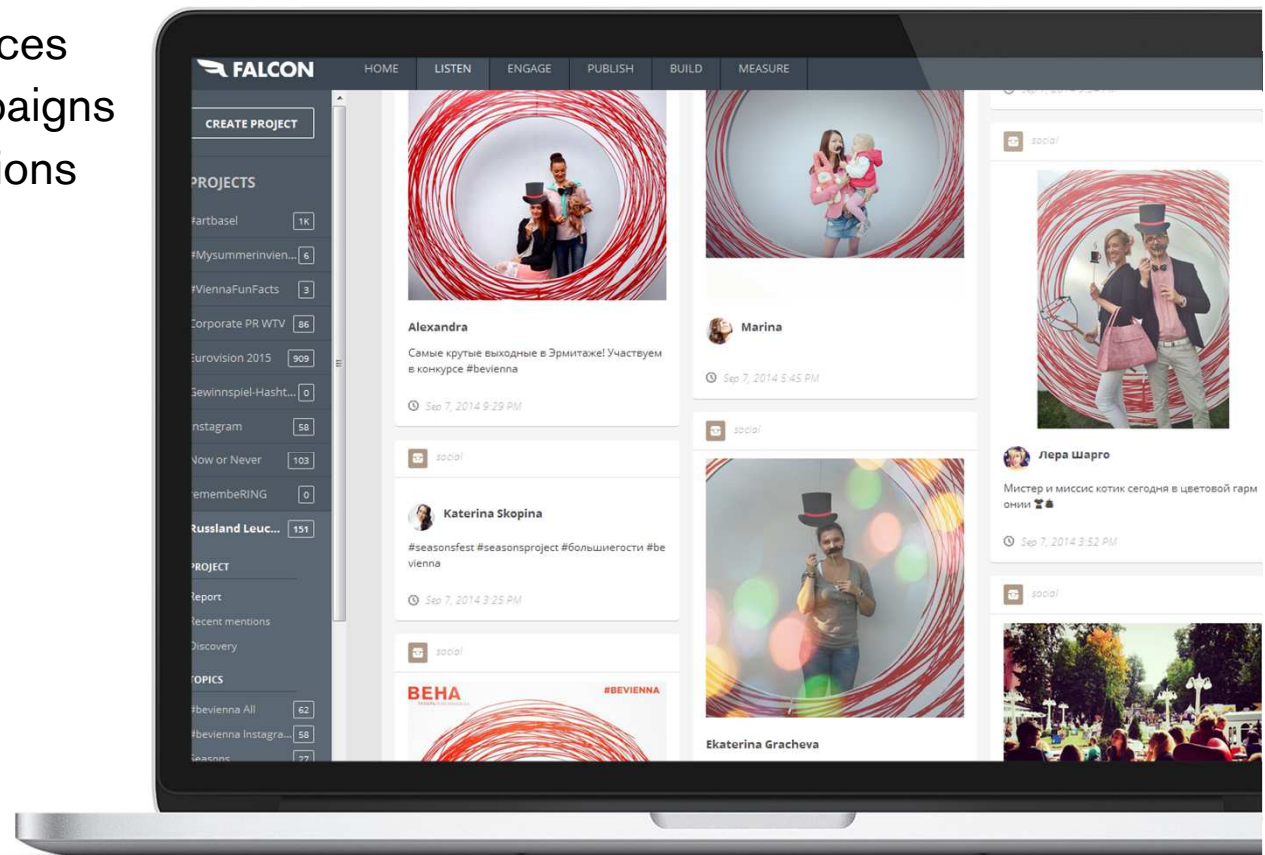 ces
paigns
ions
FALCON
HOME LISTEN ENGAGE PUBLISH BUILD MEASURE
CREATE PROJECT
PROJECTS
#artbasel 1K
#Mysummerinvien... 6
#ViennaFunFacts 3
Corporate PR WTV 86
Eurovision 2015 909
Gewinnspiel-Hasht... 0
Instagram 58
Now or Never 103
remembeRING 0
Russland Leuc... 151
PROJECT
Report
Recent mentions
Discovery
TOPICS
#bevienna All 62
#bevienna Instagra... 58
Seasons 27
Alexandra
Самые крутые выходные в Эрмитаже! Участвуем
в конкурсе #bevienna
Sep 7, 2014 9:29 PM
social
Katerina Skopina
#seasonsfest #seasonsproject #большиегости #be
vienna
Sep 7, 2014 3:25 PM
social
ВЕНА
#BEVIENNA
Marina
Sep 7, 2014 5:45 PM
social
Ekaterina Gracheva
social
Лера Шарго
Мистер и миссис котик сегодня в цветовой гарм
онии
Sep 7, 2014 3:52 PM
social